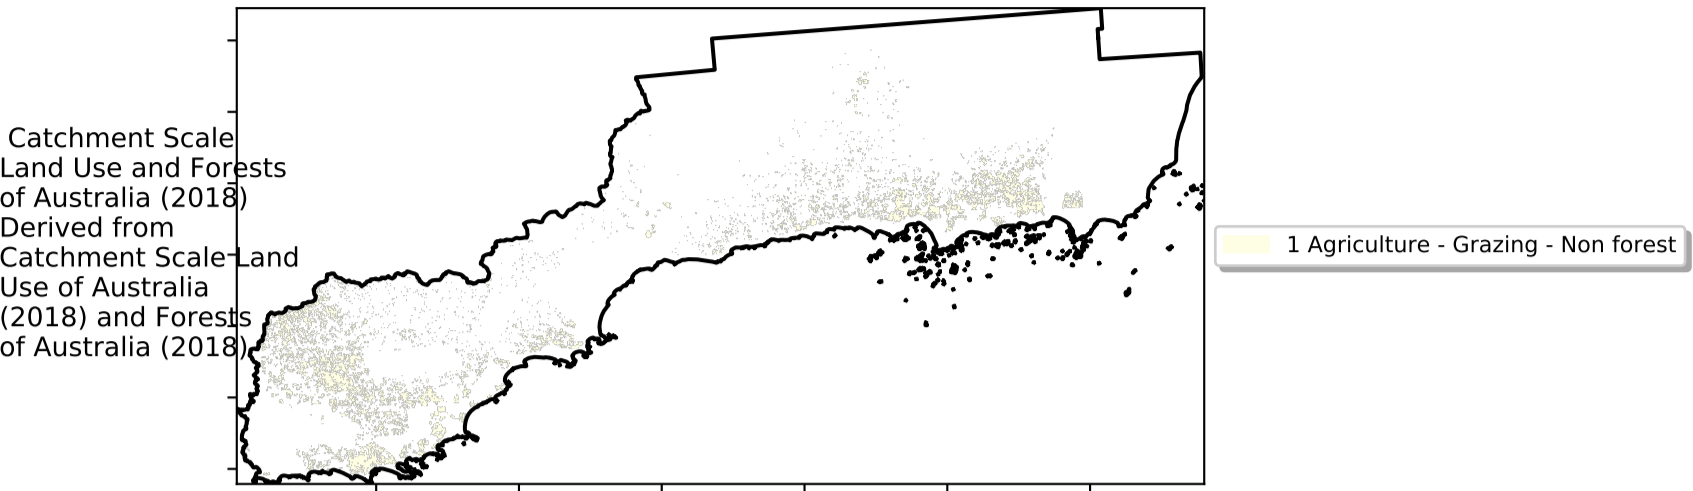 Catchment Scale
Land Use and Forests
of Australia (2018)
Derived from
Catchment Scale Land
Use of Australia
(2018) and Forests
of Australia (2018)
1 Agriculture - Grazing - Non forest